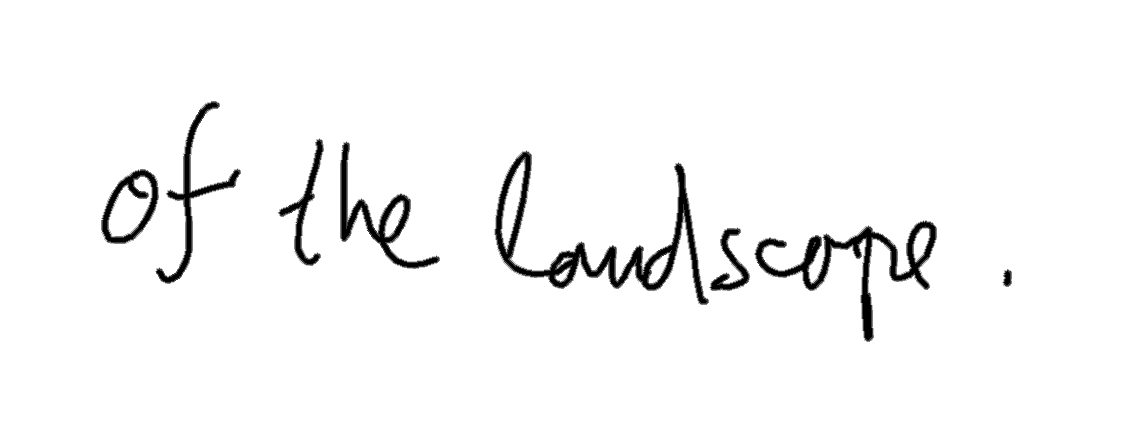 of the landscape .